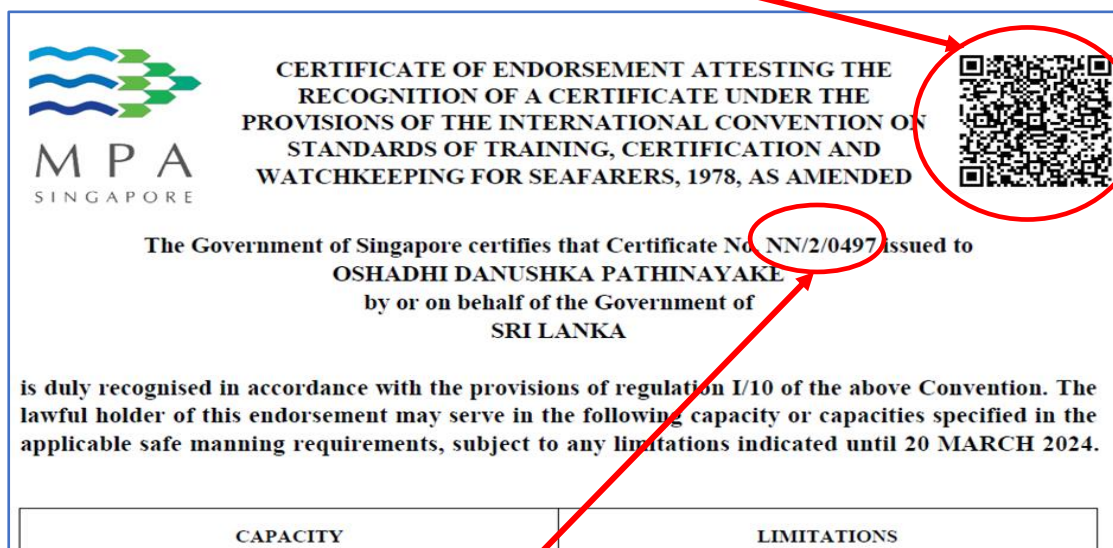 MPA
SINGAPORE
CERTIFICATE OF ENDORSEMENT ATTESTING THE
RECOGNITION OF A CERTIFICATE UNDER THE
PROVISIONS OF THE INTERNATIONAL CONVENTION ON
STANDARDS OF TRAINING, CERTIFICATION AND
WATCHKEEPING FOR SEAFARERS, 1978, AS AMENDED
The Government of Singapore certifies that Certificate No. NN/2/0497 issued to
OSHADHI DANUSHKA PATHINAYAKE
by or on behalf of the Government of
SRI LANKA
is duly recognised in accordance with the provisions of regulation I/10 of the above Convention. The
lawful holder of this endorsement may serve in the following capacity or capacities specified in the
applicable safe manning requirements, subject to any limitations indicated until 20 MARCH 2024.
CAPACITY
LIMITATIONS